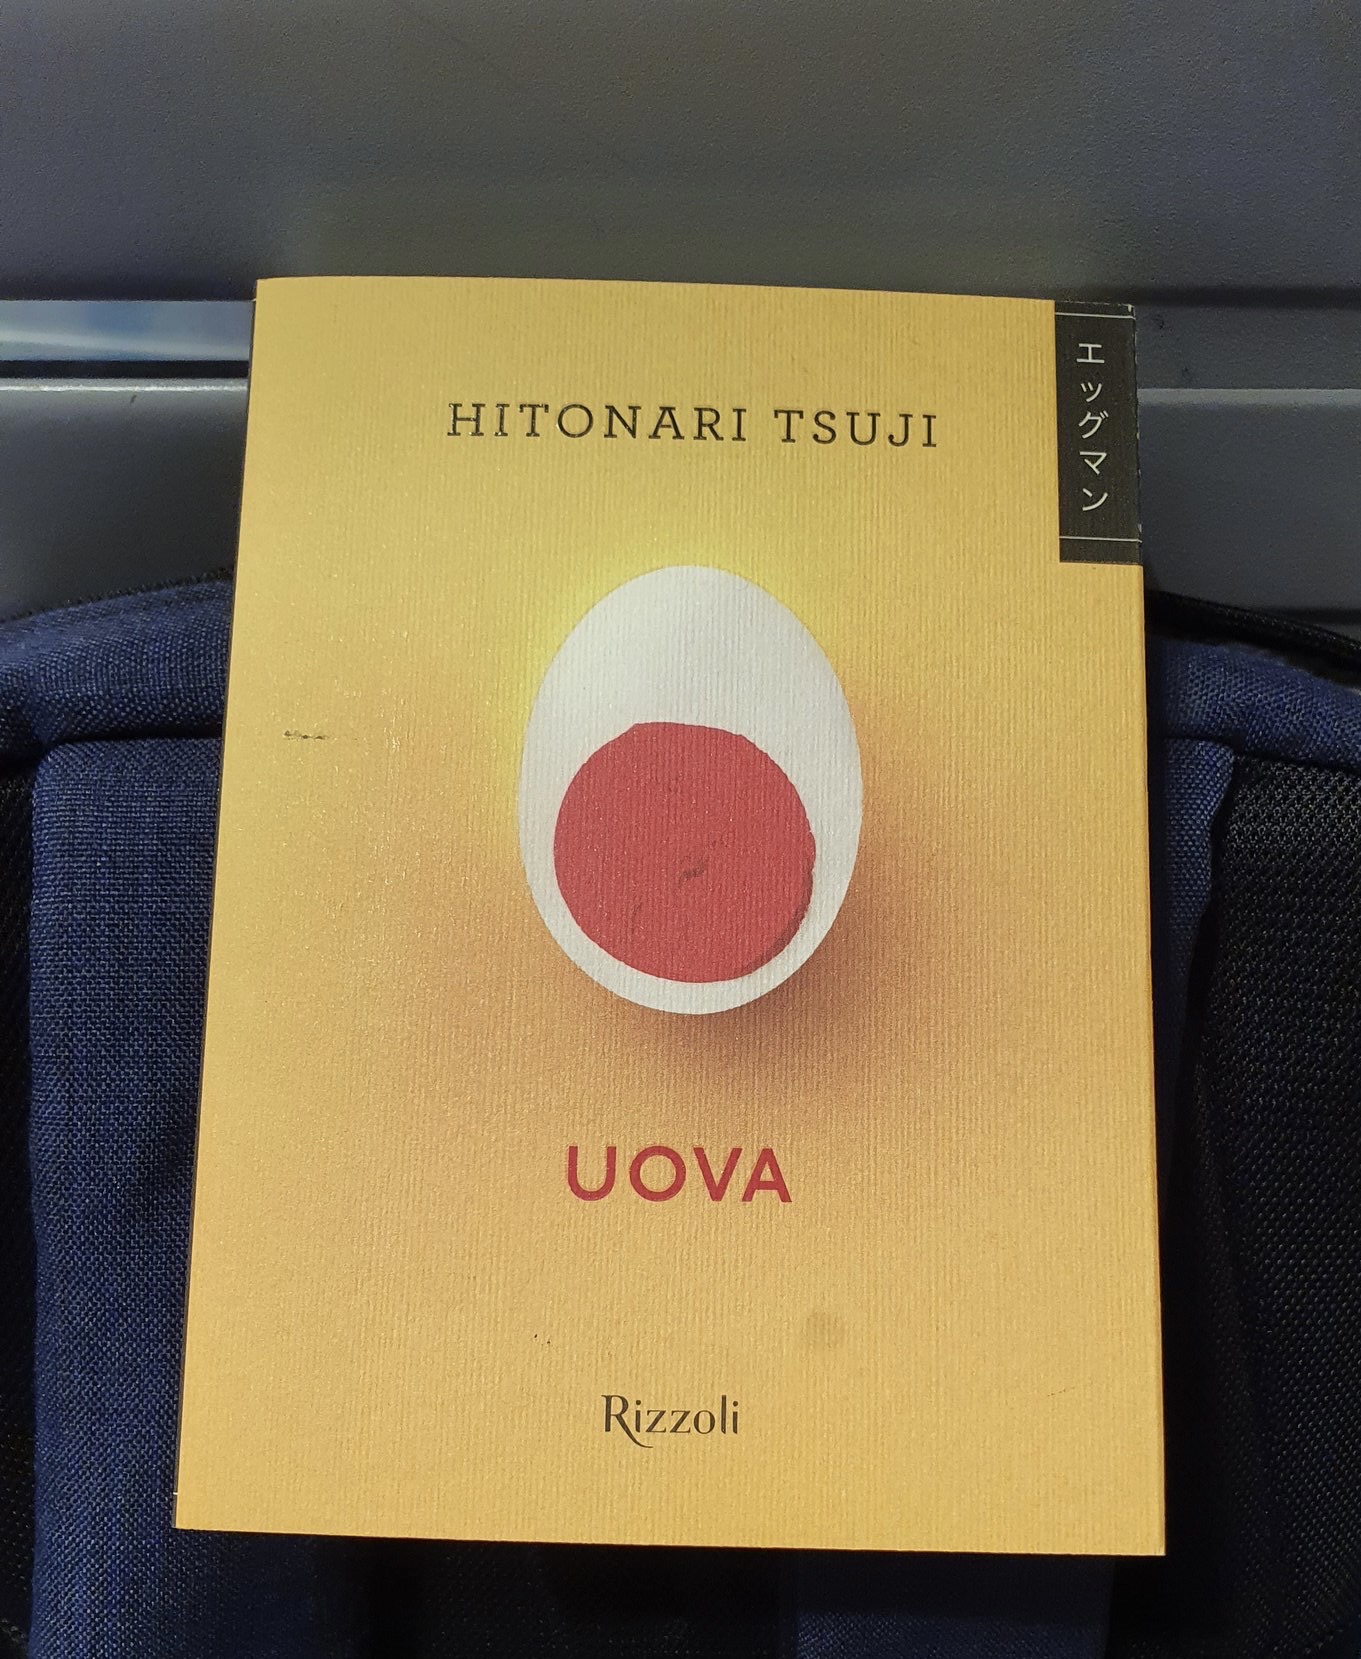 HITONARI TSUJI
エッグマン
UOVA
Rizzoli